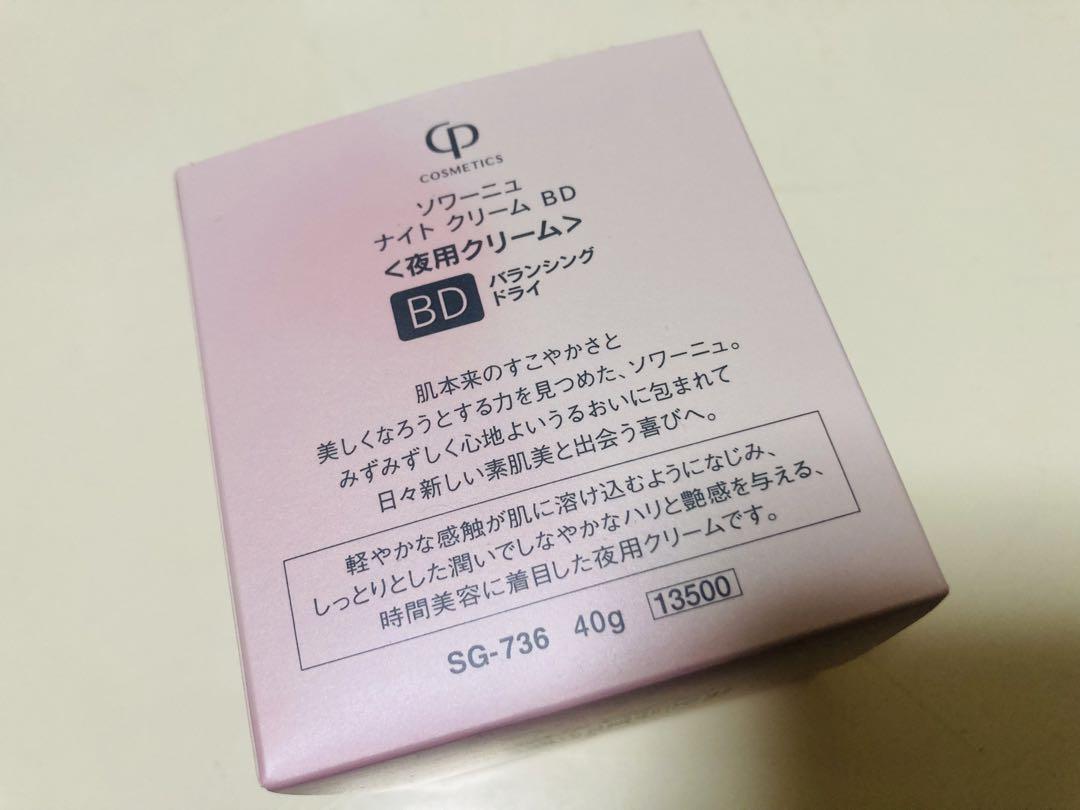 CP
COSMETICS
ソワーニュ
ナイト クリーム BD
<夜用クリーム>
BD バランシング
ドライ
肌本来のすこやかさと
美しくなろうとする力を見つめた、ソワーニュ。
みずみずしく心地よいうるおいに包まれて
日々新しい素肌美と出会う喜びへ。
軽やかな感触が肌に溶け込むようになじみ、
しっとりとした潤いでしなやかなハリと艶感を与える、
時間美容に着目した夜用クリームです。
SG-736 40g 13500